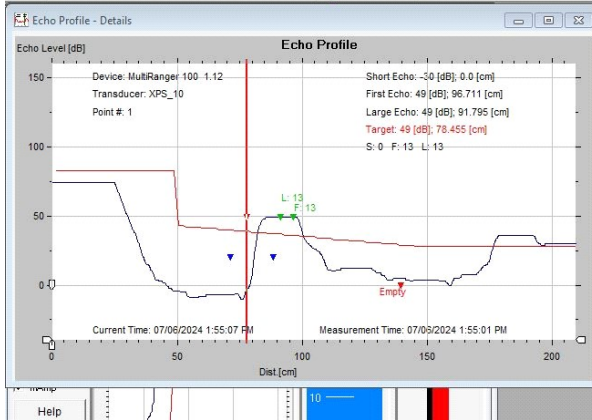 Echo Profile - Details
Echo Profile
Echo Level [dB]
Device: MultiRanger 100 1.12
Transducer: XPS_10
Point #: 1
Short Echo: -30 [dB]; 0.0 [cm]
First Echo: 49 [dB]; 96.711 [cm]
Large Echo: 49 [dB]; 91.795 [cm]
Target: 49 [dB]; 78.455 [cm]
S: 0 F: 13 L: 13
150
100
50
0
L: 13
F: 13
Empty
Current Time: 07/06/2024 1:55:07 PM
Measurement Time: 07/06/2024 1:55:01 PM
0 50 100 150 200
Dist.[cm]
mAmp
Help
10